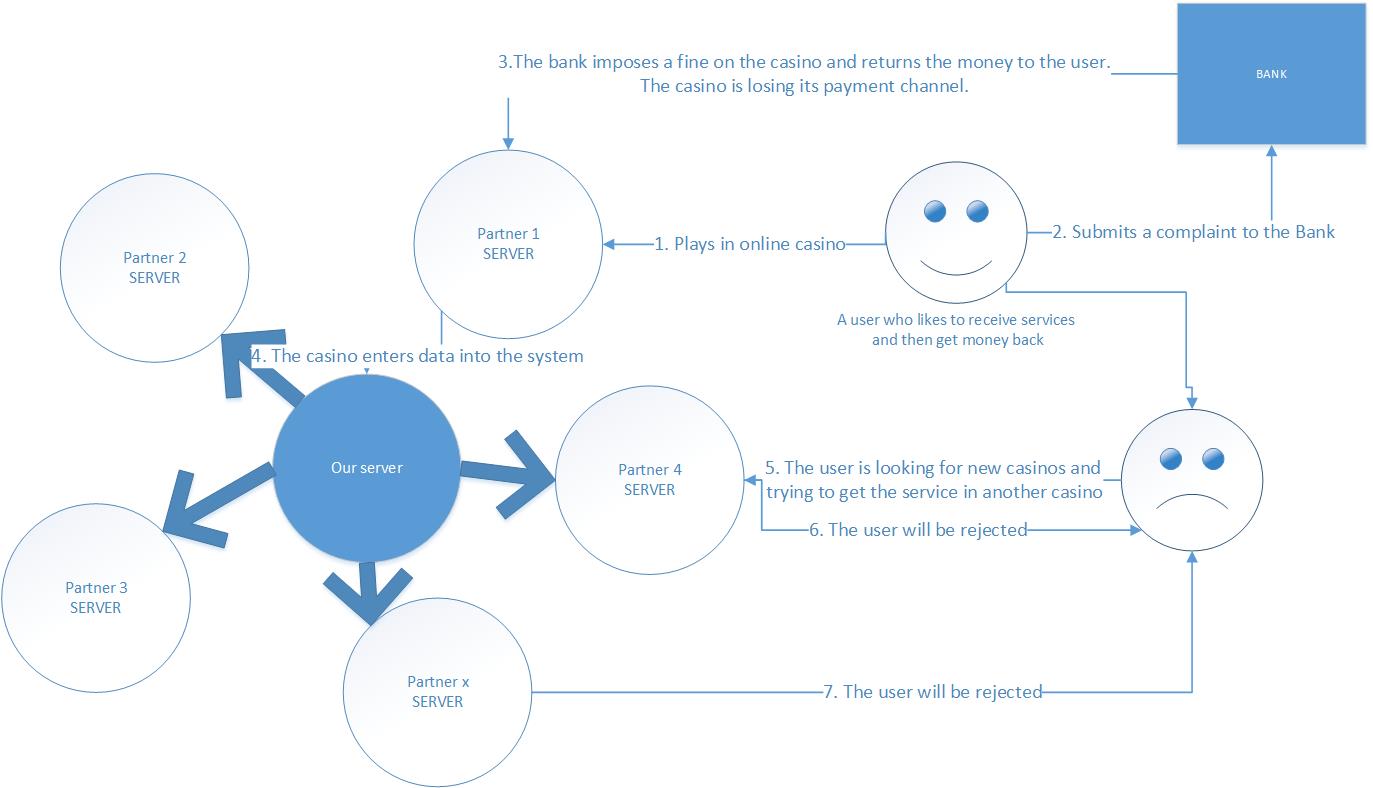 3.The bank imposes a fine on the casino and returns the money to the user.
The casino is losing its payment channel.
BANK
Partner 1
SERVER
1. Plays in online casino
2. Submits a complaint to the Bank
Partner 2
SERVER
A user who likes to receive services
and then get money back
4. The casino enters data into the system
Our server
Partner 4
SERVER
5. The user is looking for new casinos and
trying to get the service in another casino
6. The user will be rejected
Partner 3
SERVER
Partner x
SERVER
7. The user will be rejected